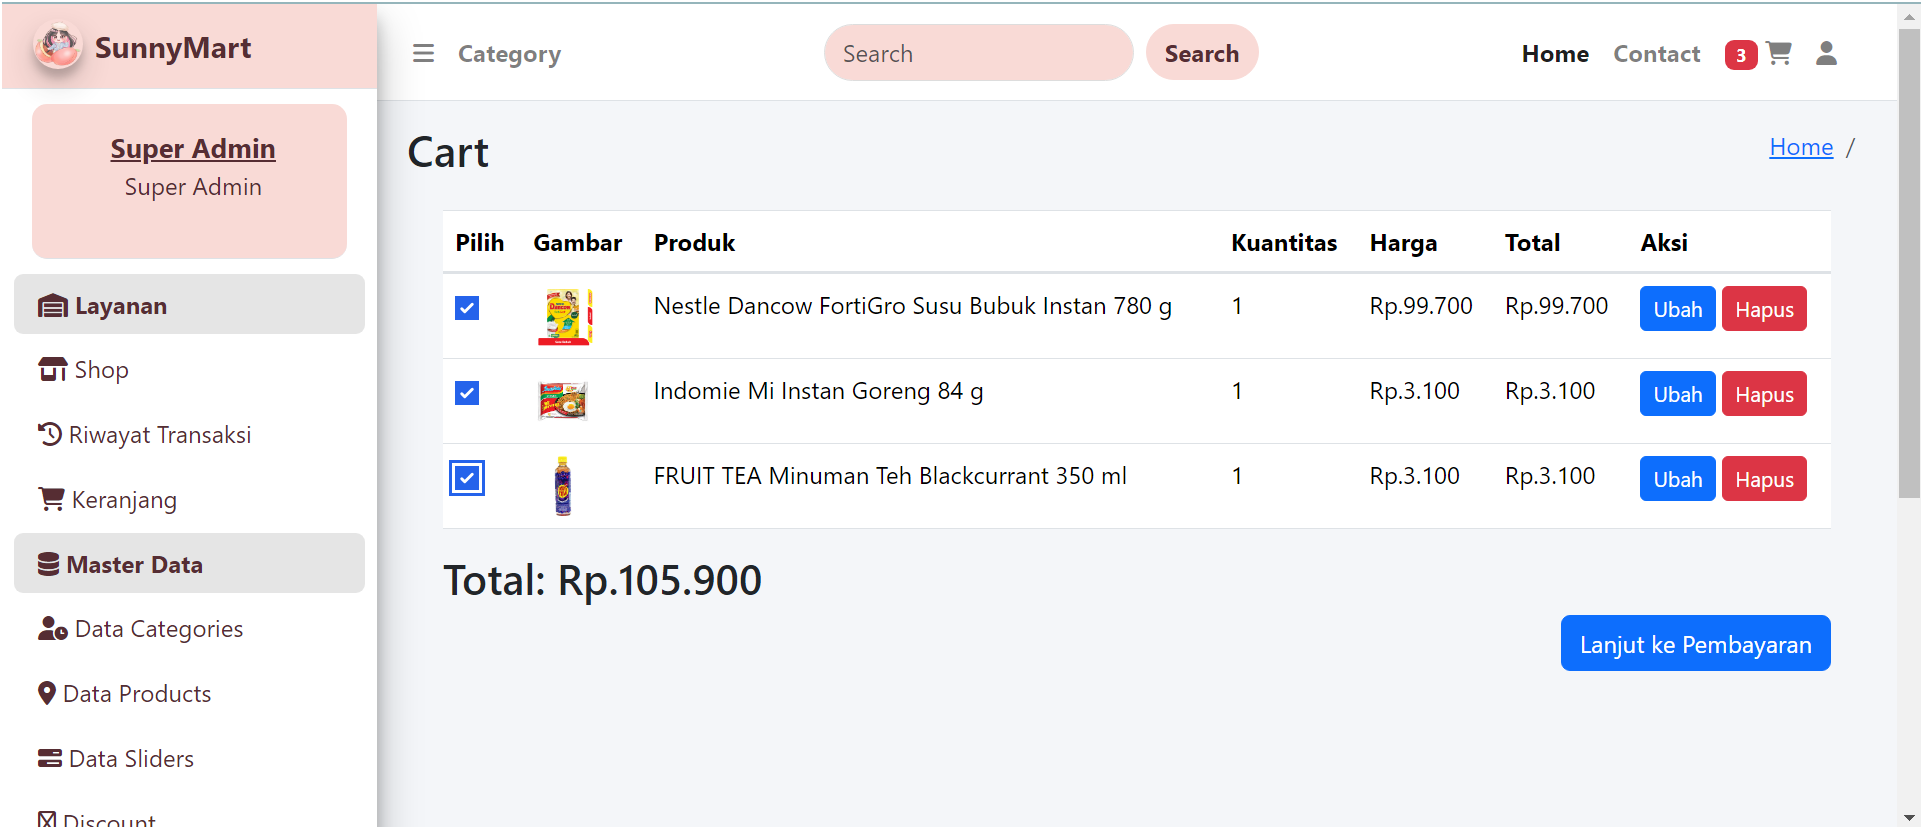 SunnyMart
Category
Search
Search
Home
Contact
3
Super Admin
Super Admin
Layanan
Shop
Riwayat Transaksi
Keranjang
Master Data
Data Categories
Data Products
Data Sliders
Discount
Cart
Home /
Pilih Gambar Produk Kuantitas Harga Total Aksi
Nestle Dancow FortiGro Susu Bubuk Instan 780 g 1 Rp.99.700 Rp.99.700 Ubah Hapus
Indomie Mi Instan Goreng 84 g 1 Rp.3.100 Rp.3.100 Ubah Hapus
FRUIT TEA Minuman Teh Blackcurrant 350 ml 1 Rp.3.100 Rp.3.100 Ubah Hapus
Total: Rp.105.900
Lanjut ke Pembayaran